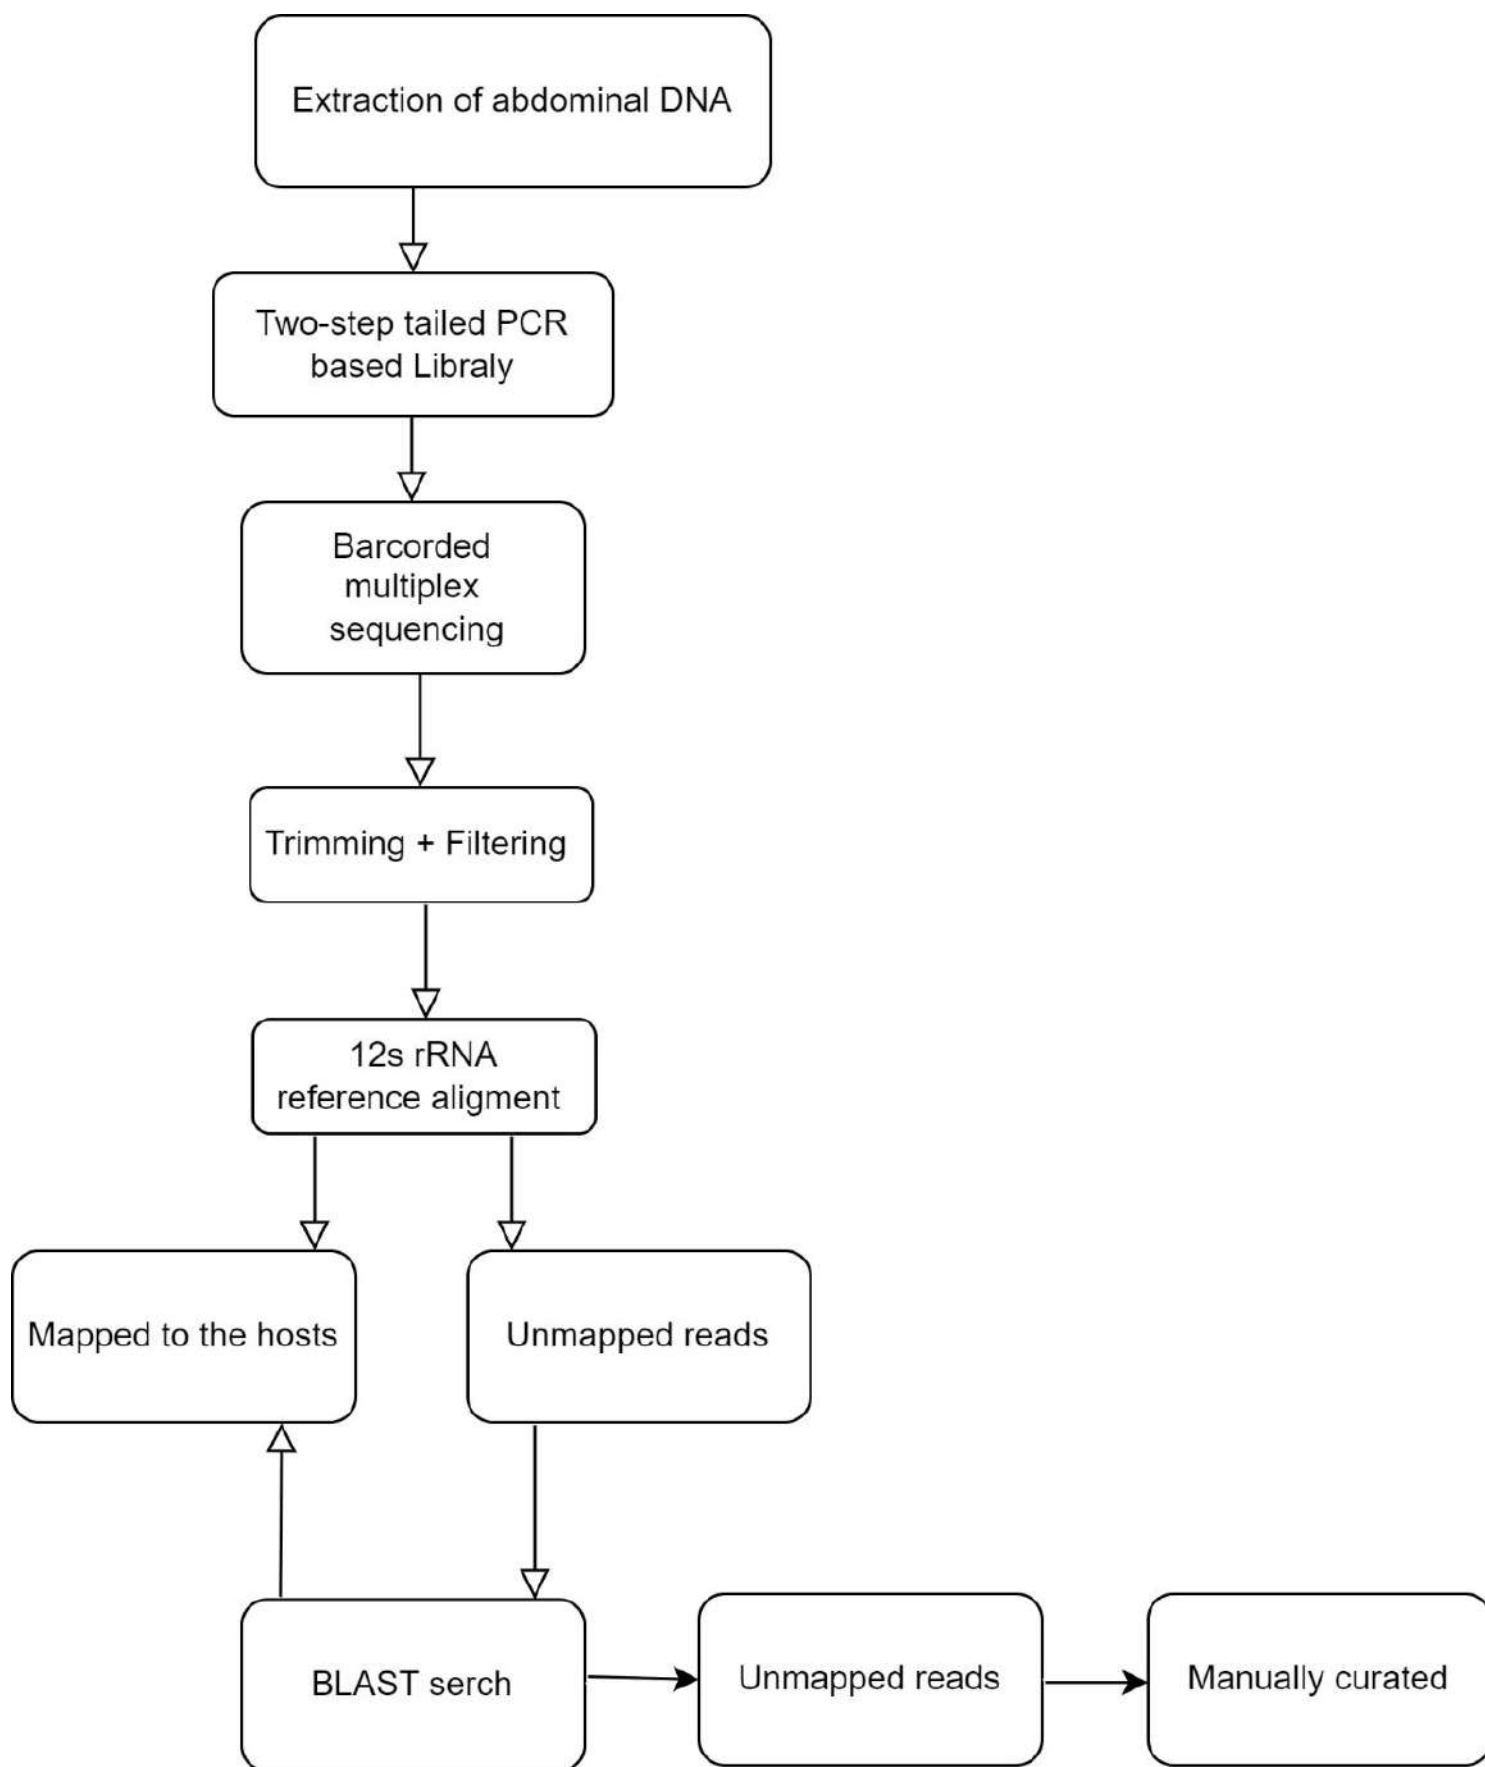 Extraction of abdominal DNA
Two-step tailed PCR
based Libraly
Barcorded
multiplex
sequencing
Trimming + Filtering
12s rRNA
reference aligment
Mapped to the hosts
Unmapped reads
BLAST serch
Unmapped reads
Manually curated